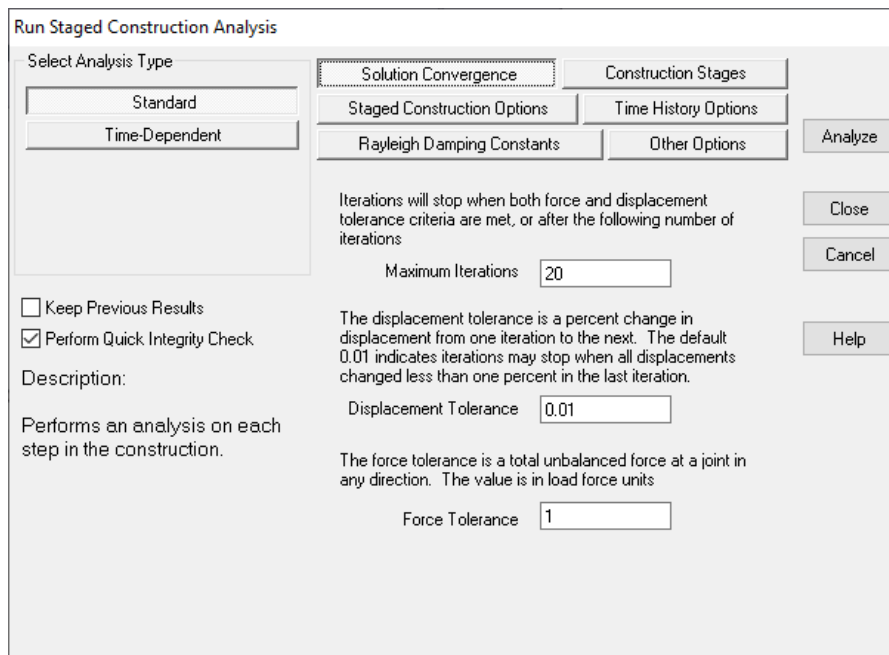 Run Staged Construction Analysis
Select Analysis Type
Standard
Time-Dependent
Solution Convergence
Construction Stages
Staged Construction Options
Time History Options
Rayleigh Damping Constants
Other Options
Analyze
Close
Cancel
Help
Iterations will stop when both force and displacement
tolerance criteria are met, or after the following number of
iterations
Maximum Iterations 20
Keep Previous Results
Perform Quick Integrity Check
Description:
Performs an analysis on each
step in the construction.
The displacement tolerance is a percent change in
displacement from one iteration to the next.  The default
0.01 indicates iterations may stop when all displacements
changed less than one percent in the last iteration.
Displacement Tolerance 0.01
The force tolerance is a total unbalanced force at a joint in
any direction.  The value is in load force units
Force Tolerance 1